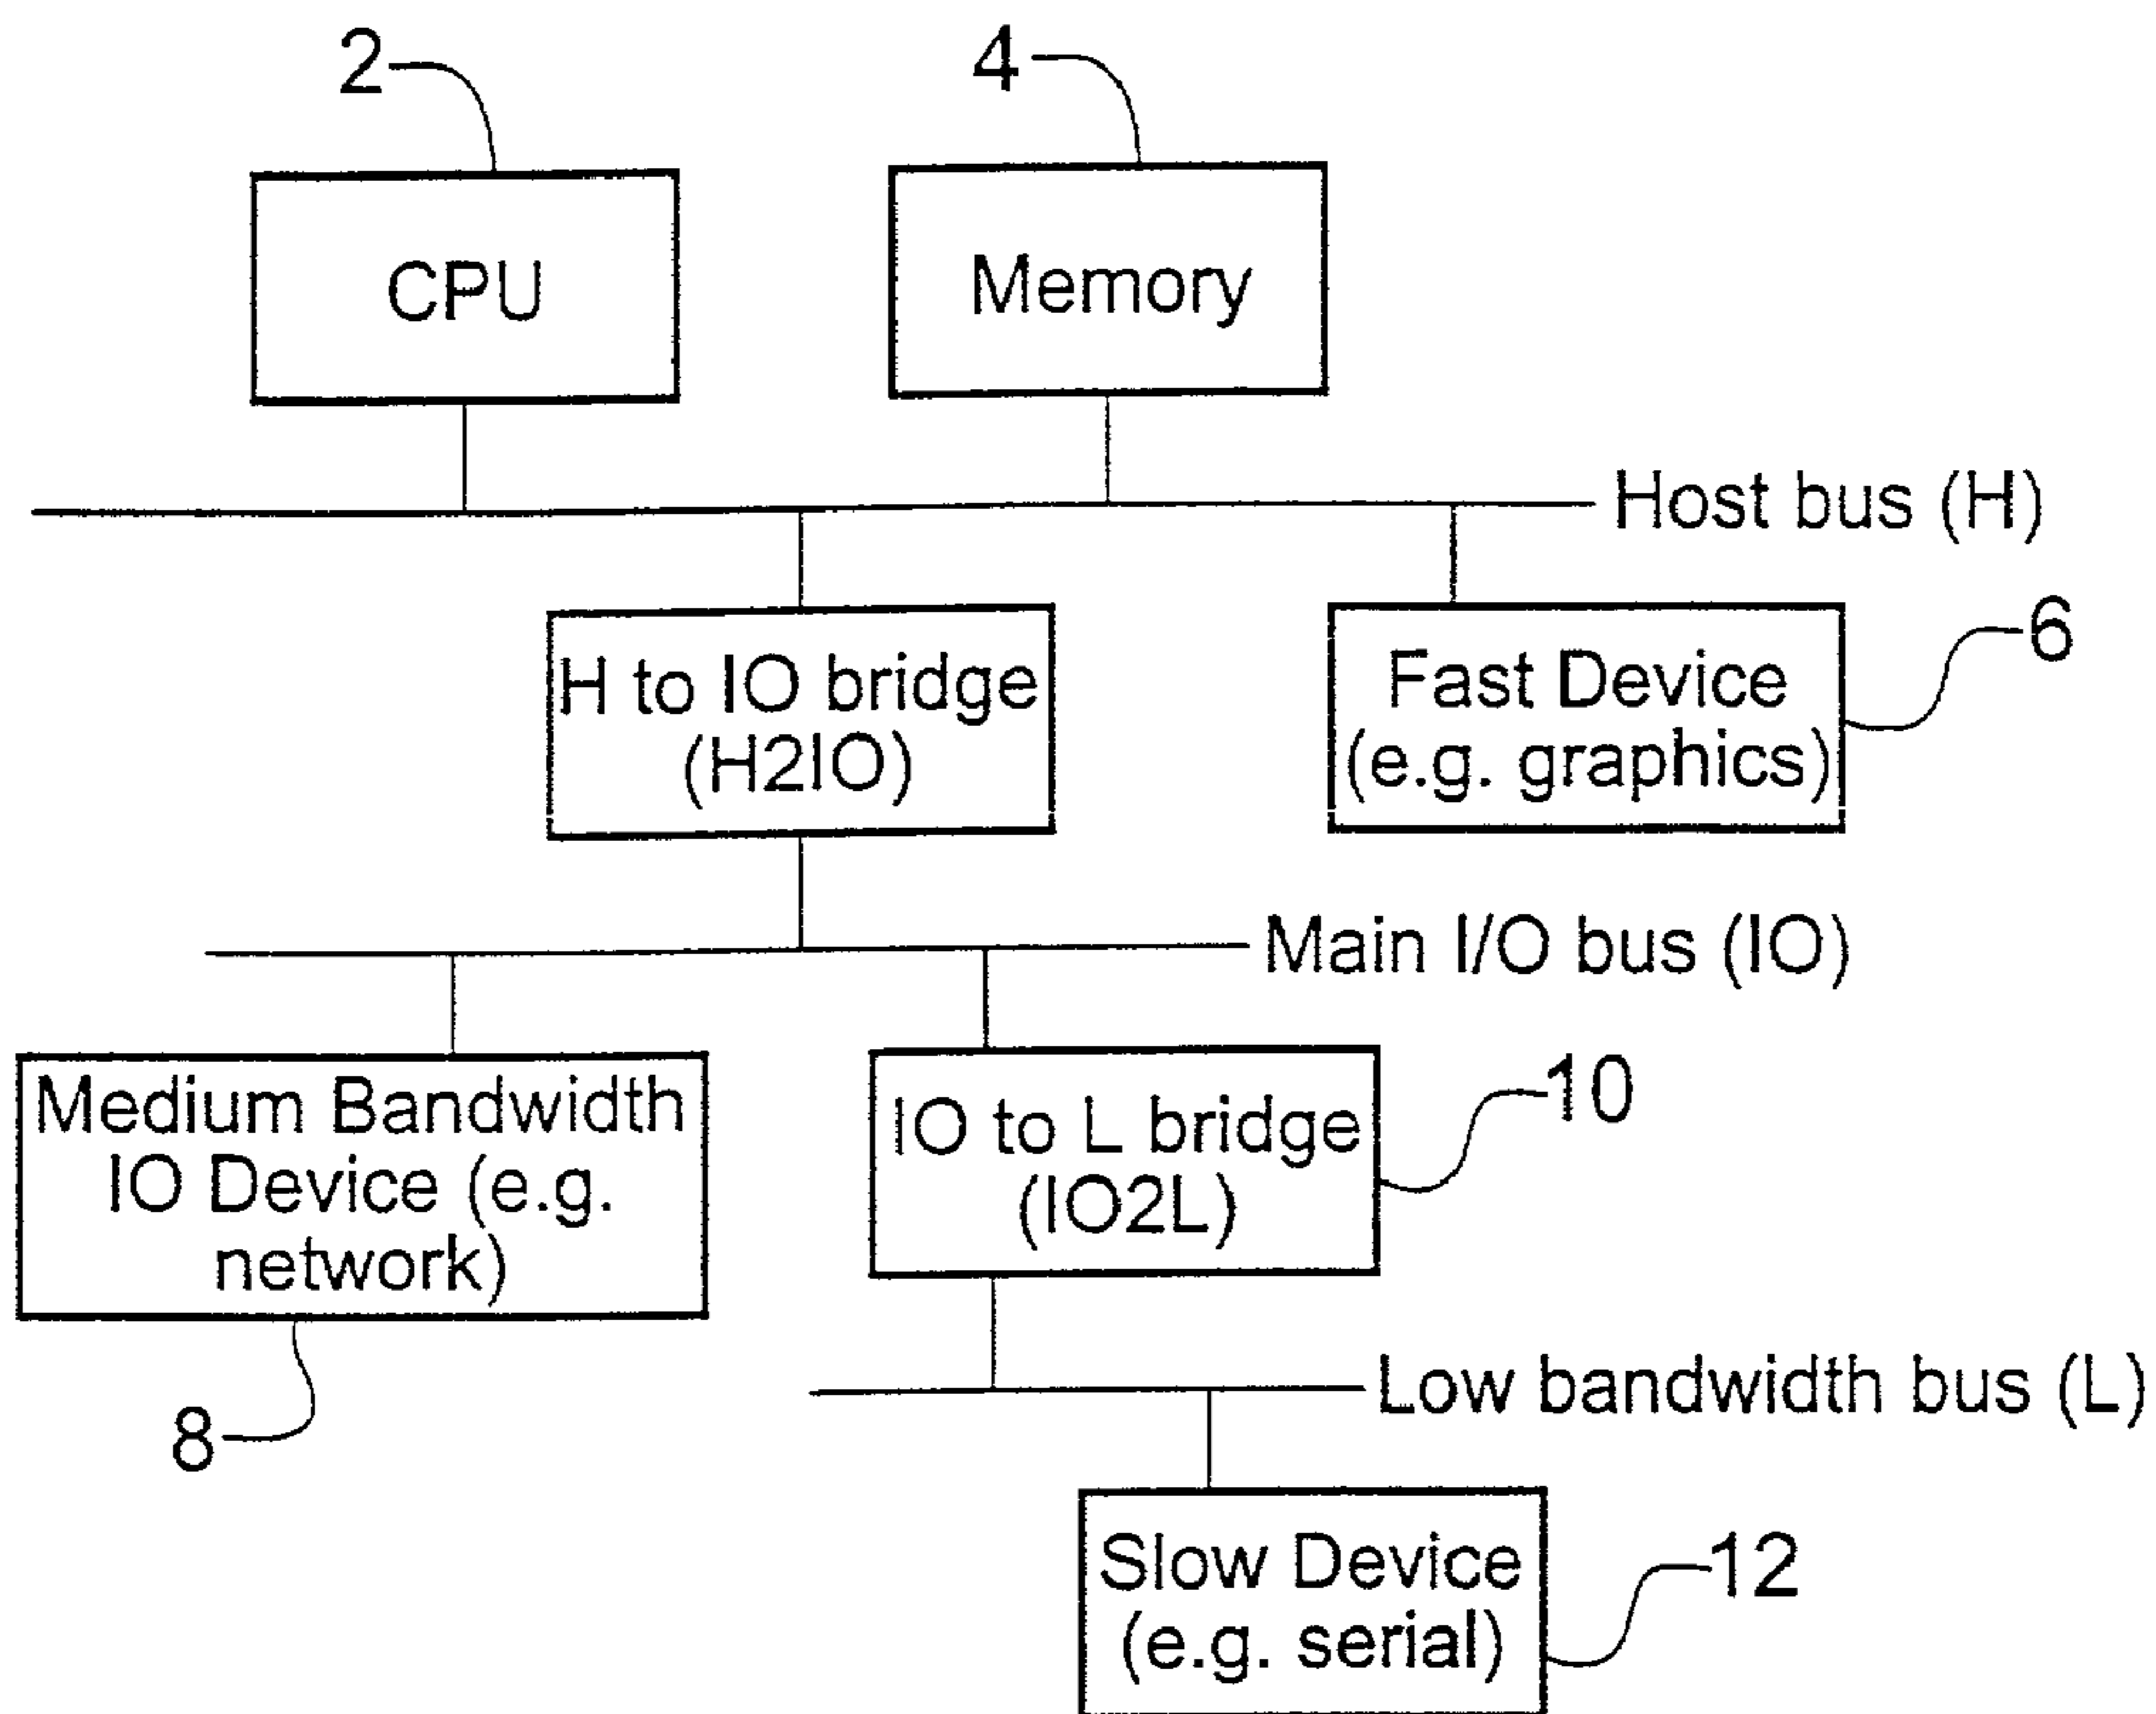 2
4
CPU
Memory
Host bus (H)
H to IO bridge
(H2IO)
Fast Device
(e.g. graphics)
6
Main I/O bus (IO)
Medium Bandwidth
IO Device (e.g.
network)
IO to L bridge
(IO2L)
10
8
Low bandwidth bus (L)
Slow Device
(e.g. serial)
12